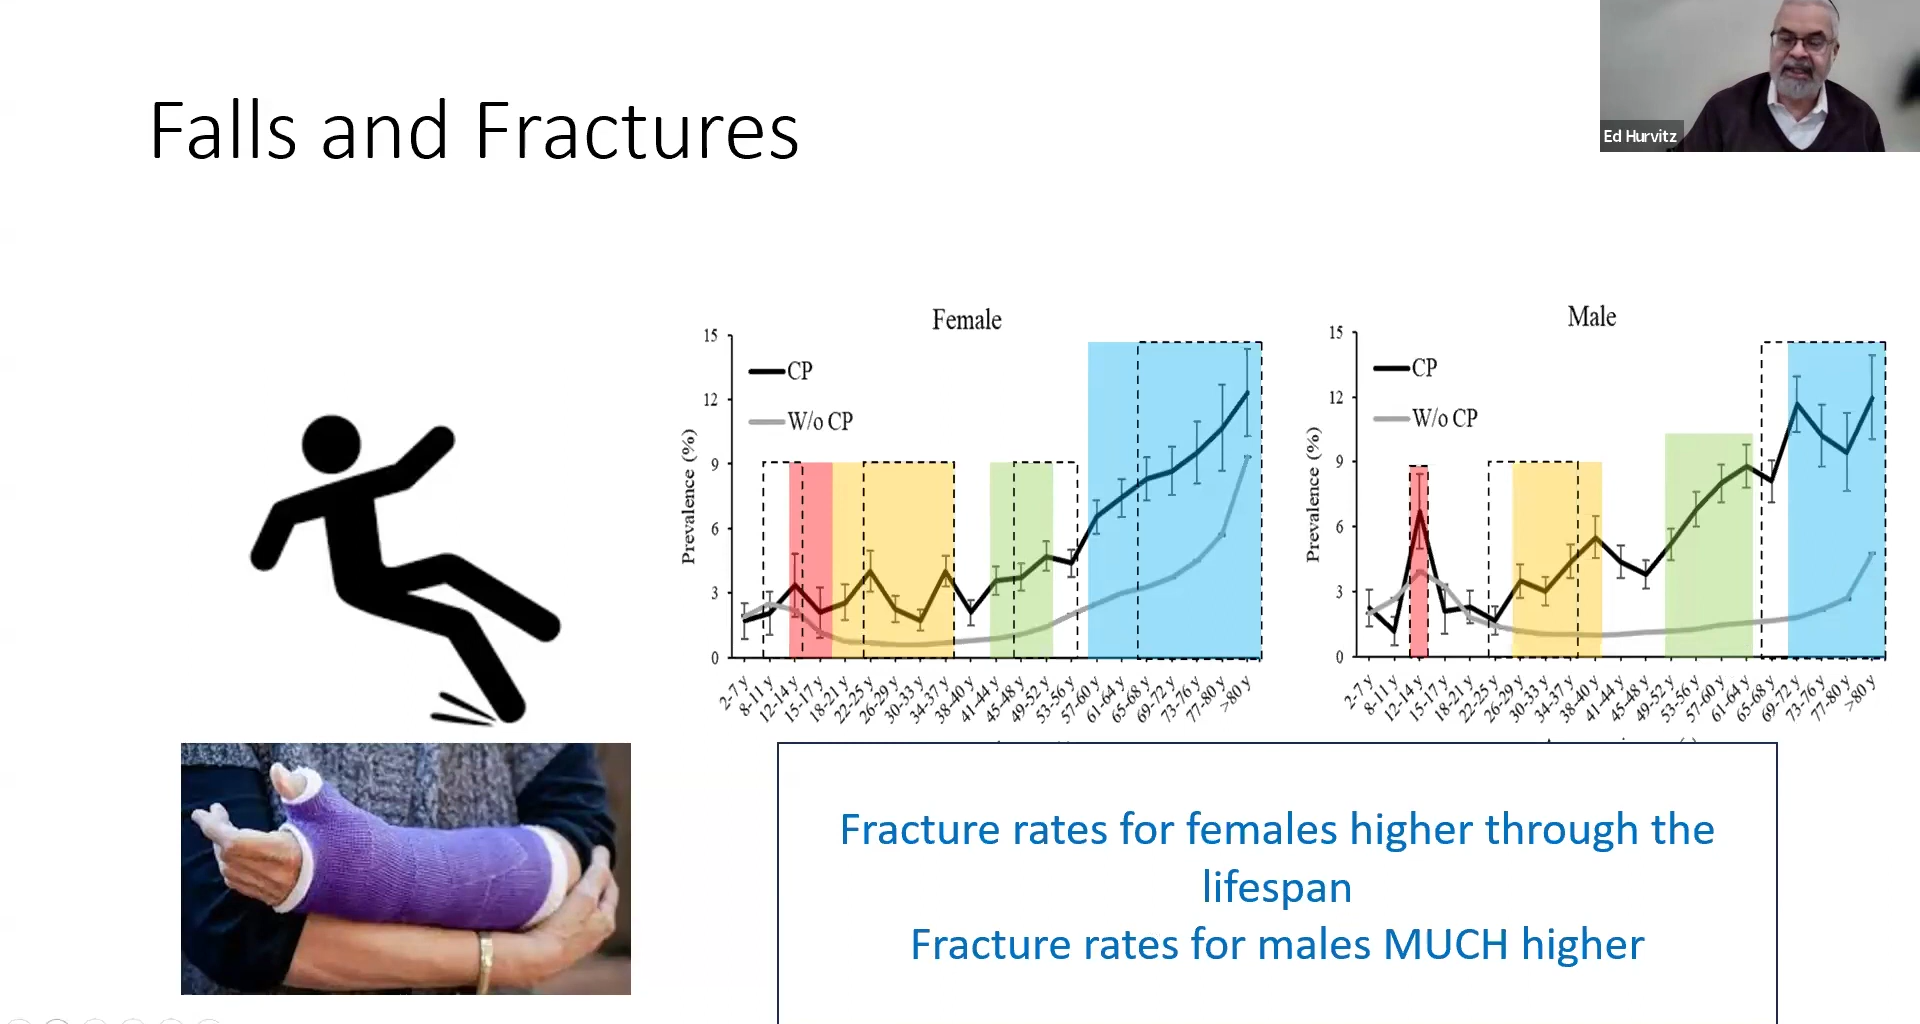 Ed Hurvitz
Falls and Fractures
Female
15
12
9
6
3
0
Prevalence (%)
CP
W/o CP
2-7 y
8-11 y
12-14 y
15-17 y
18-21 y
22-25 y
26-29 y
30-33 y
34-37 y
38-40 y
41-44 y
45-48 y
49-52 y
53-56 y
57-60 y
61-64 y
65-68 y
69-72 y
73-76 y
77-80 y
>80 y
Male
15
12
9
6
3
0
Prevalence (%)
CP
W/o CP
2-7 y
8-11 y
12-14 y
15-17 y
18-21 y
22-25 y
26-29 y
30-33 y
34-37 y
38-40 y
41-44 y
45-48 y
49-52 y
53-56 y
57-60 y
61-64 y
65-68 y
69-72 y
73-76 y
77-80 y
>80 y
Fracture rates for females higher through the
lifespan
Fracture rates for males MUCH higher